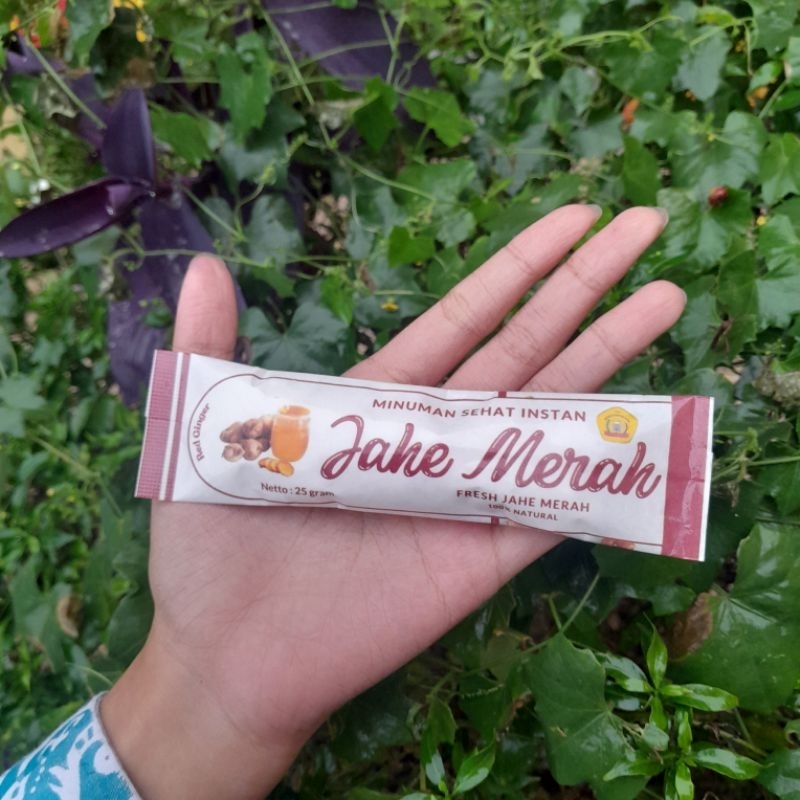 Red Ginger
Netto : 25 gram
MINUMAN SEHAT INSTAN
Jahe Merah
FRESH JAHE MERAH
100% NATURAL